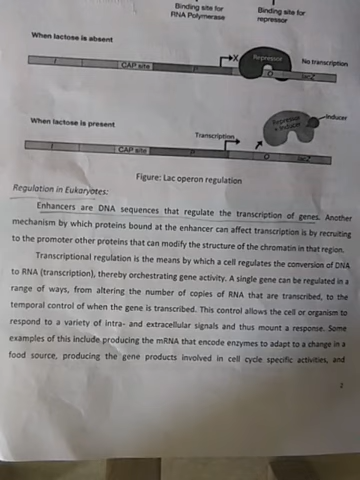 Binding site for
RNA Polymerase
Binding site for
repressor
When lactose is absent
X
Repressor
No transcription
I
CAP site
P
O
lacZ
When lactose is present
Transcription
Repressor
+ Inducer
Inducer
I
CAP site
P
O
lacZ
Figure: Lac operon regulation
Regulation in Eukaryotes:
Enhancers are DNA sequences that regulate the transcription of genes. Another
mechanism by which proteins bound at the enhancer can affect transcription is by recruiting
to the promoter other proteins that can modify the structure of the chromatin in that region.
Transcriptional regulation is the means by which a cell regulates the conversion of DNA
to RNA (transcription), thereby orchestrating gene activity. A single gene can be regulated in a
range of ways, from altering the number of copies of RNA that are transcribed, to the
temporal control of when the gene is transcribed. This control allows the cell or organism to
respond to a variety of intra- and extracellular signals and thus mount a response. Some
examples of this include producing the mRNA that encode enzymes to adapt to a change in a
food source, producing the gene products involved in cell cycle specific activities, and
2